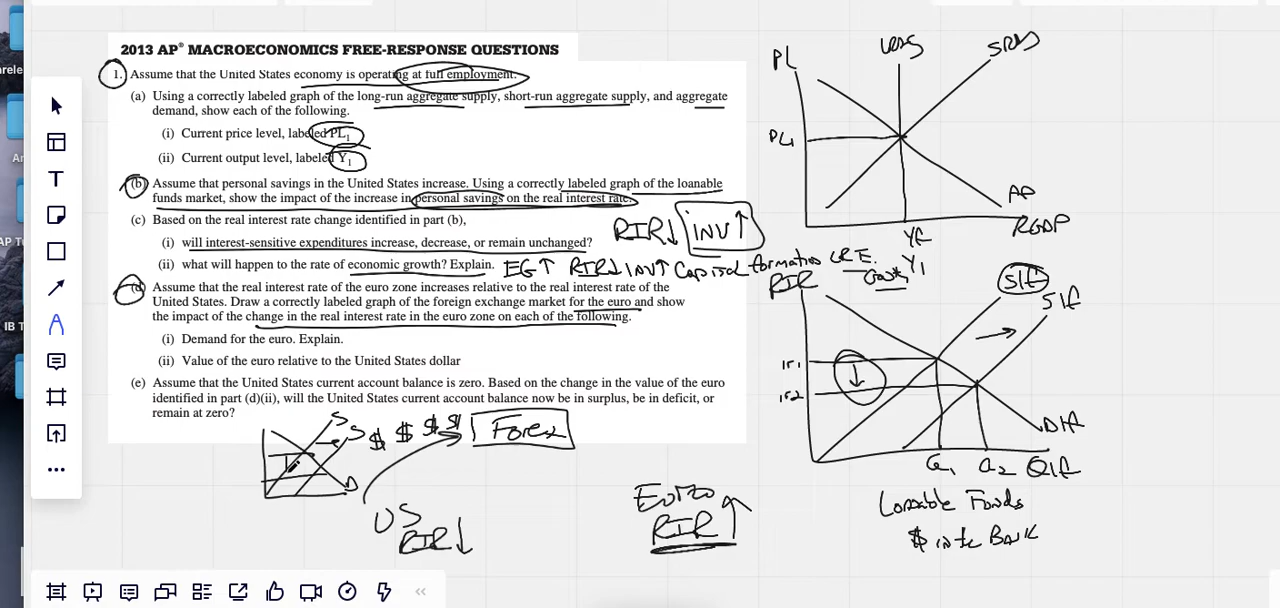 2013 AP® MACROECONOMICS FREE-RESPONSE QUESTIONS
1. Assume that the United States economy is operating at full employment.
(a) Using a correctly labeled graph of the long-run aggregate supply, short-run aggregate supply, and aggregate
demand, show each of the following.
(i) Current price level, labeled PL1
(ii) Current output level, labeled Y1
(b) Assume that personal savings in the United States increase. Using a correctly labeled graph of the loanable
funds market, show the impact of the increase in personal savings on the real interest rate.
(c) Based on the real interest rate change identified in part (b),
(i) will interest-sensitive expenditures increase, decrease, or remain unchanged?
RIR↓ INV↑
(ii) what will happen to the rate of economic growth? Explain.
EG↑ RIR↓ INV↑ Capital formation LRE. Growth
(d) Assume that the real interest rate of the euro zone increases relative to the real interest rate of the
United States. Draw a correctly labeled graph of the foreign exchange market for the euro and show
the impact of the change in the real interest rate in the euro zone on each of the following.
(i) Demand for the euro. Explain.
(ii) Value of the euro relative to the United States dollar
(e) Assume that the United States current account balance is zero. Based on the change in the value of the euro
identified in part (d)(ii), will the United States current account balance now be in surplus, be in deficit, or
remain at zero?
S S D
$ $ $ $ Forex
US
RIR↓
Euro
RIR↑
PL LRAS SRAS
PL1
AD
RGDP
Yf
Y1
RIR Slf
Slf
ir1
ir2
Dlf
Q1 Q2 Qlf
Loanable Funds
$ in the Bank
T